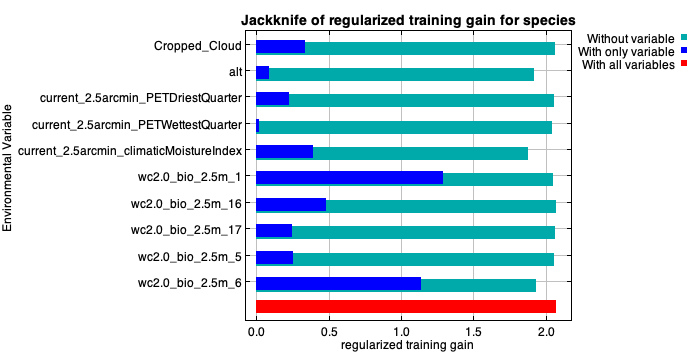 Jackknife of regularized training gain for species
Without variable
With only variable
With all variables
Environmental Variable
Cropped_Cloud
alt
current_2.5arcmin_PETDriestQuarter
current_2.5arcmin_PETWettestQuarter
current_2.5arcmin_climaticMoistureIndex
wc2.0_bio_2.5m_1
wc2.0_bio_2.5m_16
wc2.0_bio_2.5m_17
wc2.0_bio_2.5m_5
wc2.0_bio_2.5m_6
0.0 0.5 1.0 1.5 2.0
regularized training gain